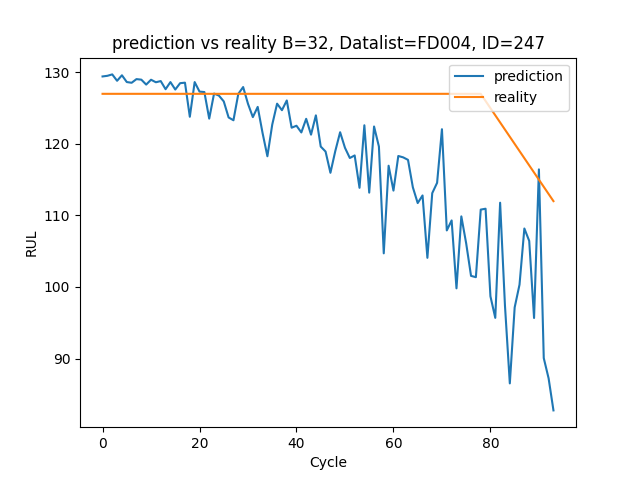 prediction vs reality B=32, Datalist=FD004, ID=247
prediction
reality
130
120
110
100
90
RUL
0 20 40 60 80
Cycle